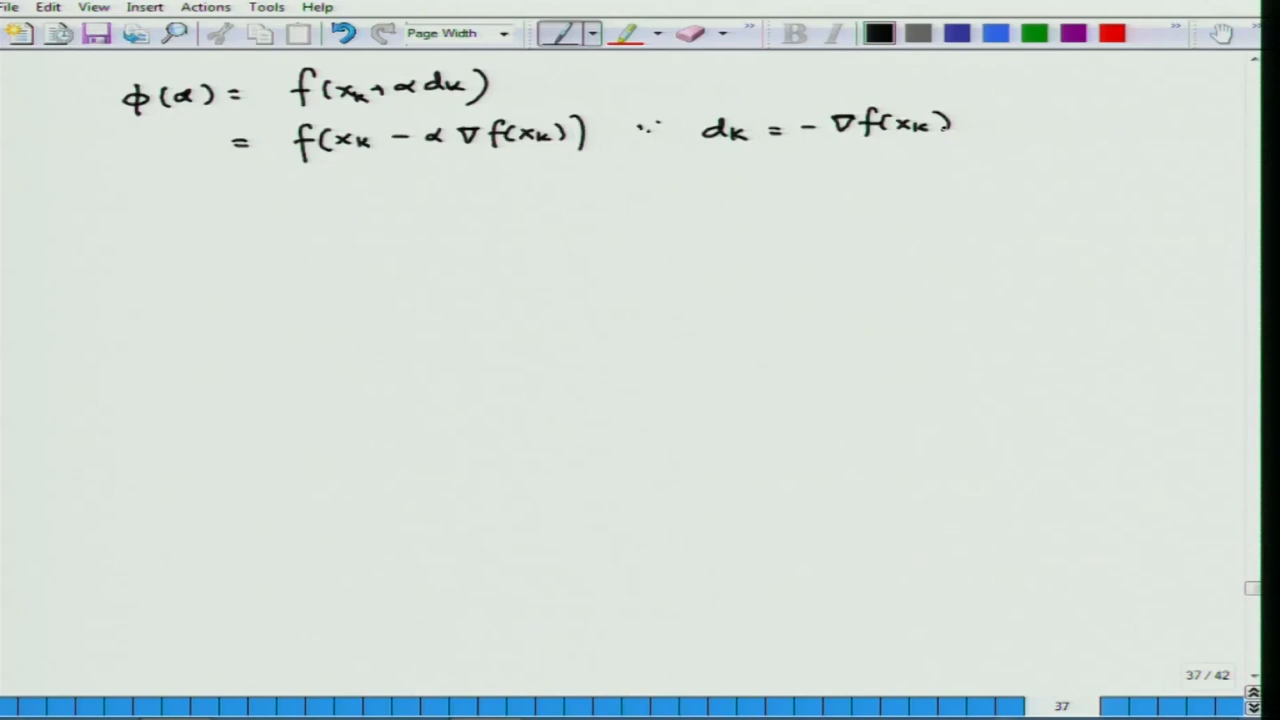 File Edit View Insert Actions Tools Help
Page Width B I
ϕ(α) = f(xₖ + α dₖ)
= f(xₖ − α ∇f(xₖ)) ∵ dₖ = − ∇f(xₖ)
37 / 42
37